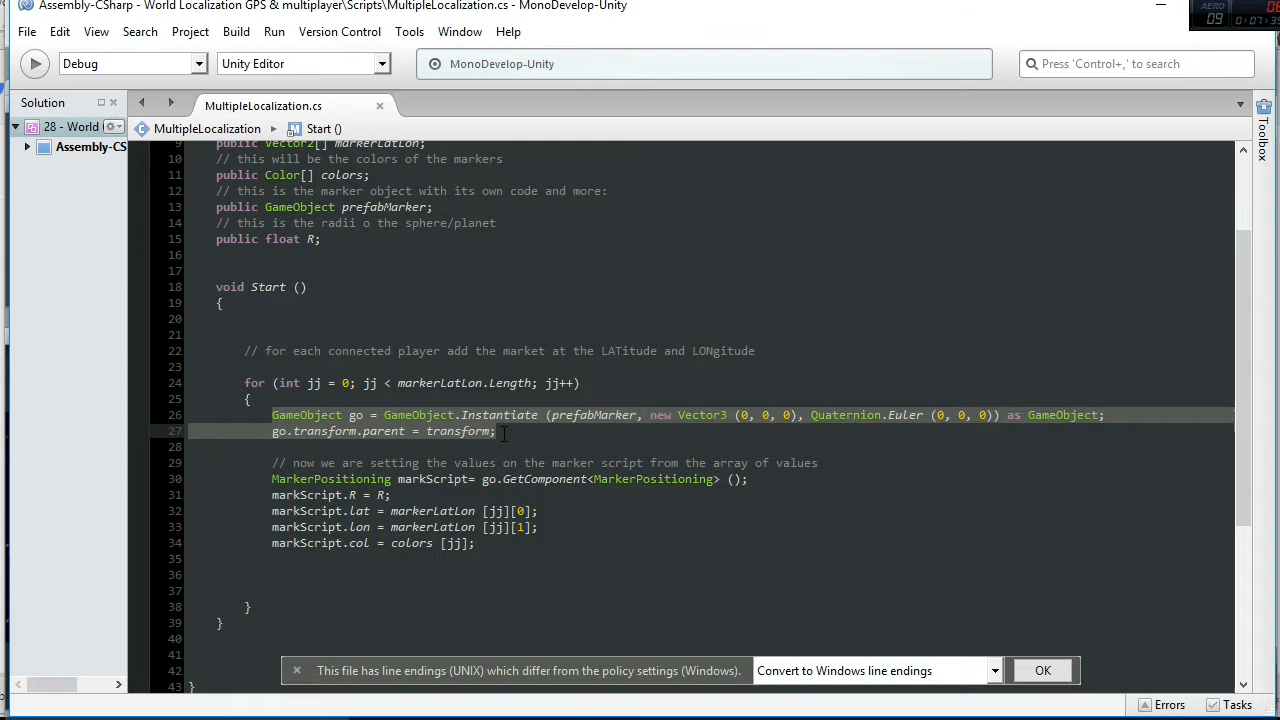 Assembly-CSharp - World Localization GPS & multiplayer\Scripts\MultipleLocalization.cs - MonoDevelop-Unity
AERO
09
0:07:3
File Edit View Search Project Build Run Version Control Tools Window Help
Debug Unity Editor MonoDevelop-Unity Press 'Control+,' to search
Solution MultipleLocalization.cs
28 - World ( MultipleLocalization Start ()
Assembly-CS
Toolbox
9 public Vector2[] markerLatLon;
10 // this will be the colors of the markers
11 public Color[] colors;
12 // this is the marker object with its own code and more:
13 public GameObject prefabMarker;
14 // this is the radii o the sphere/planet
15 public float R;
16
17
18 void Start ()
19 {
20
21
22 // for each connected player add the market at the LATitude and LONgitude
23
24 for (int jj = 0; jj < markerLatLon.Length; jj++)
25 {
26 GameObject go = GameObject.Instantiate (prefabMarker, new Vector3 (0, 0, 0), Quaternion.Euler (0, 0, 0)) as GameObject;
27 go.transform.parent = transform;
28
29 // now we are setting the values on the marker script from the array of values
30 MarkerPositioning markScript= go.GetComponent<MarkerPositioning> ();
31 markScript.R = R;
32 markScript.lat = markerLatLon [jj][0];
33 markScript.lon = markerLatLon [jj][1];
34 markScript.col = colors [jj];
35
36
37
38 }
39 }
40
41
42
43 }
This file has line endings (UNIX) which differ from the policy settings (Windows). Convert to Windows line endings OK
Errors Tasks